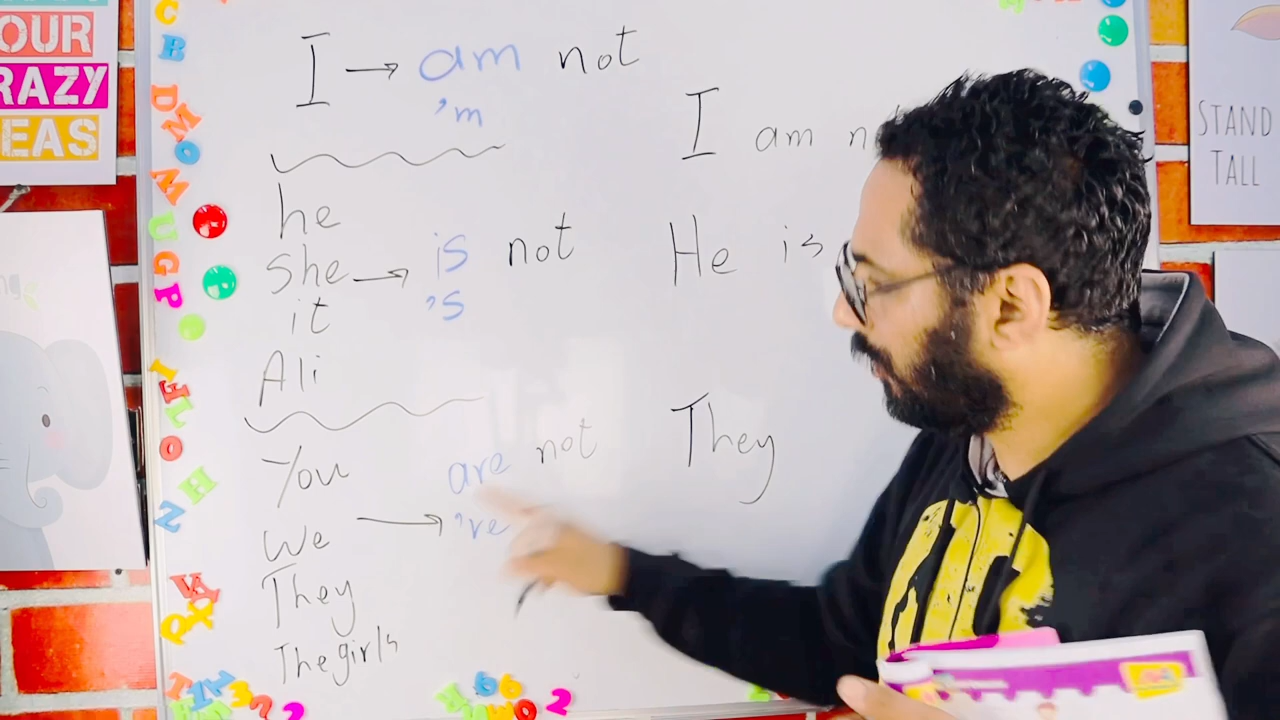 OUR
RAZY
EAS
I → am not
'm
he
she → is not
it 's
Ali
You are not
We → 're
They
The girls
I am n
He is
They
STAND
TALL